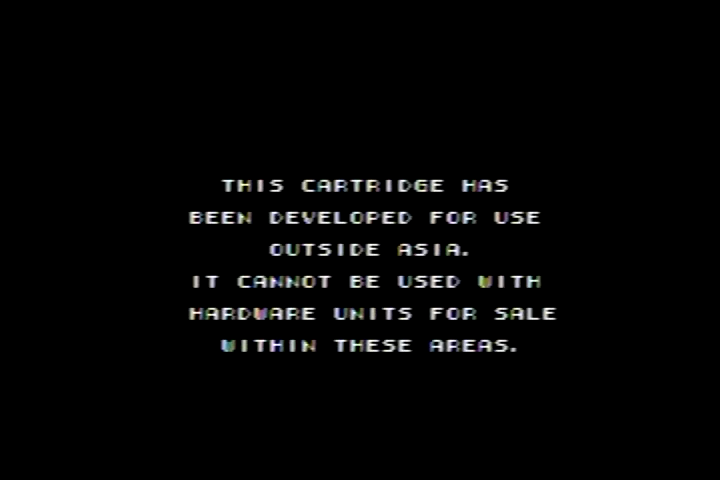 THIS CARTRIDGE HAS
BEEN DEVELOPED FOR USE
OUTSIDE ASIA.
IT CANNOT BE USED WITH
HARDWARE UNITS FOR SALE
WITHIN THESE AREAS.